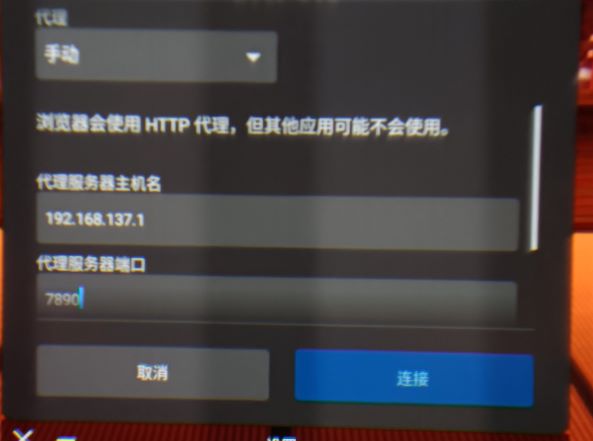 代理
手动
浏览器会使用 HTTP 代理，但其他应用可能不会使用。
代理服务器主机名
192.168.137.1
代理服务器端口
7890
取消
连接